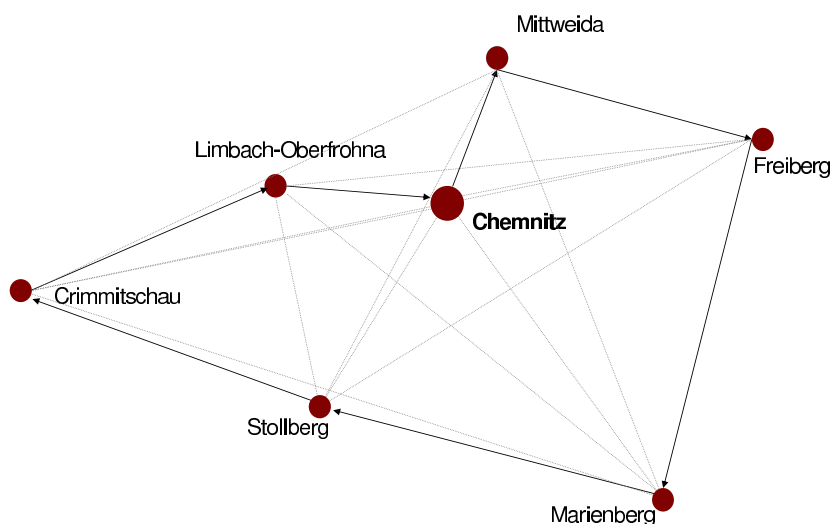 Mittweida
Limbach-Oberfrohna
Freiberg
Chemnitz
Crimmitschau
Stollberg
Marienberg